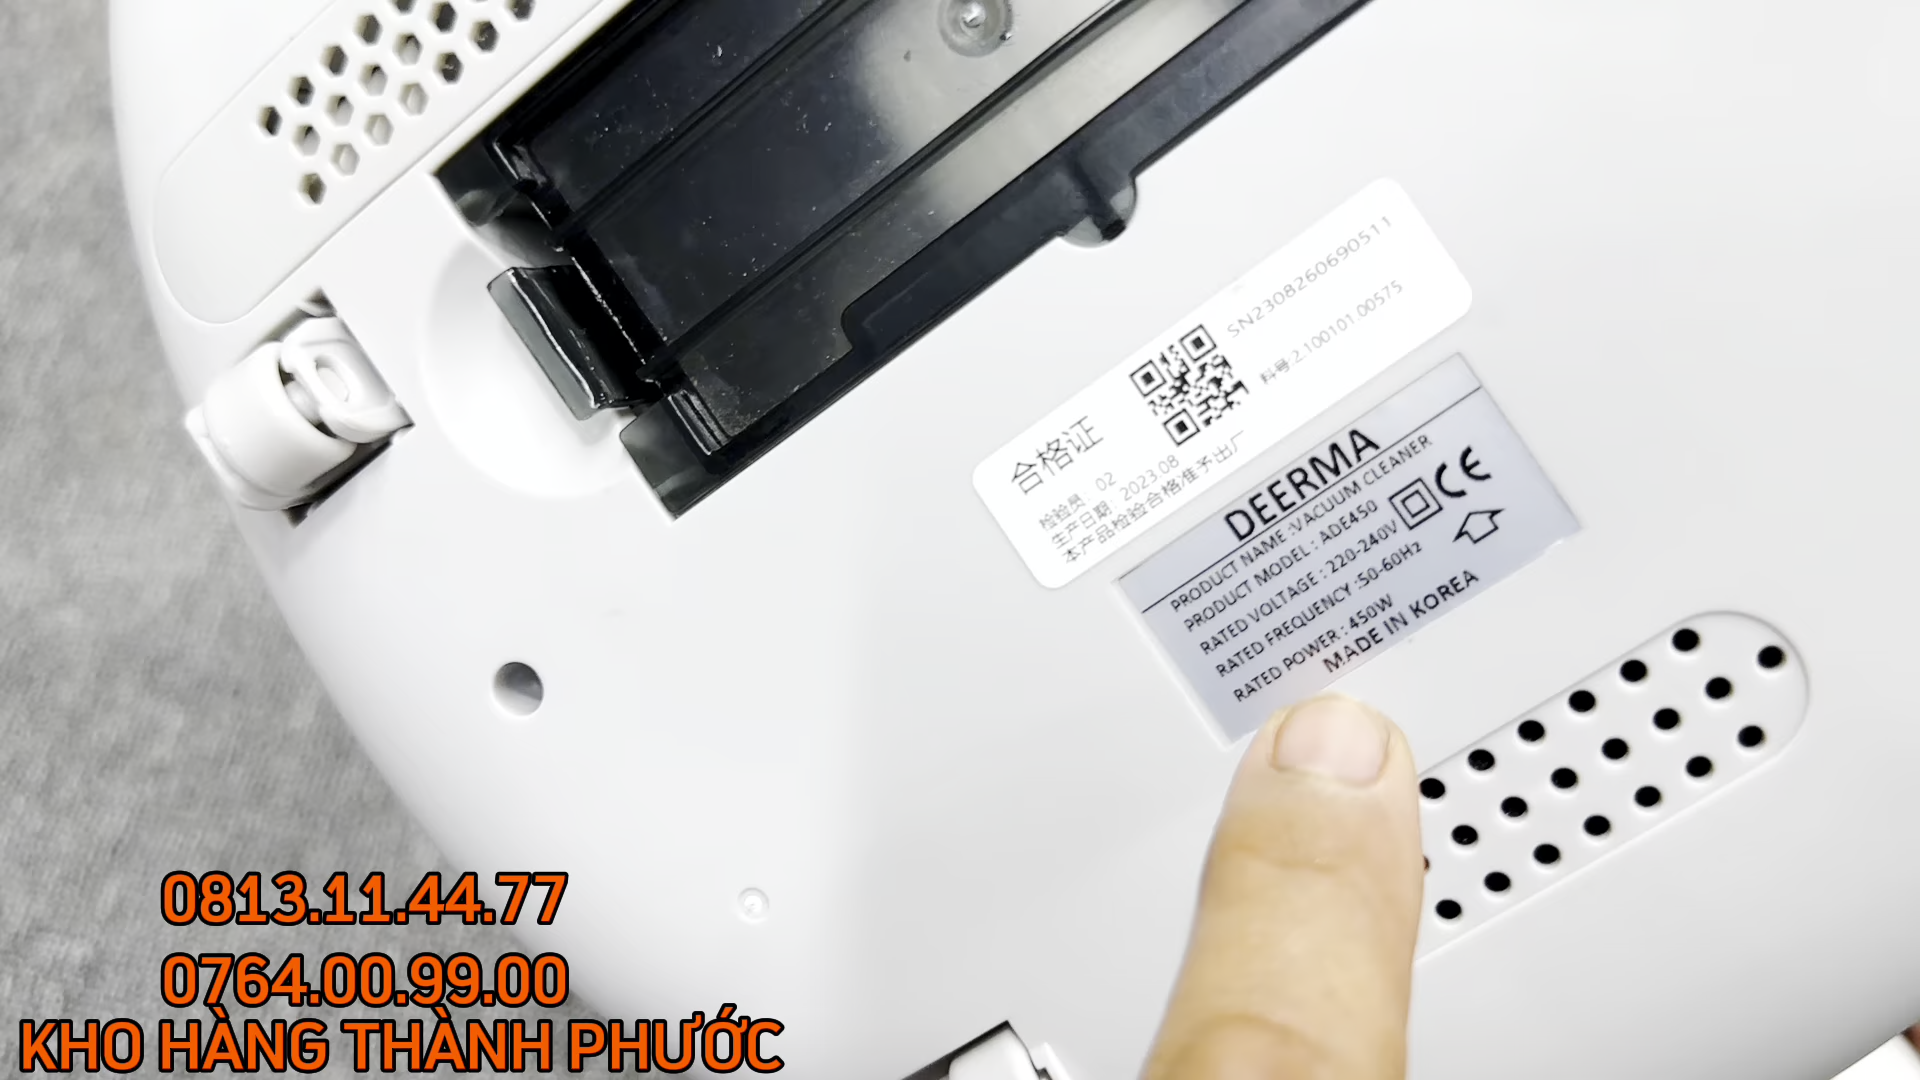 SN230826069​0511
料号:2.100101.00575
合格证
检验员: 02
生产日期: 2023.08
本产品检验合格准予出厂
DEERMA
PRODUCT NAME :VACUUM CLEANER
PRODUCT MODEL : ADE450
RATED VOLTAGE : 220-240V
RATED FREQUENCY :50-60Hz
RATED POWER : 450W
MADE IN KOREA
CE
0813.11.44.77
0764.00.99.00
KHO HÀNG THÀNH PHƯỚC